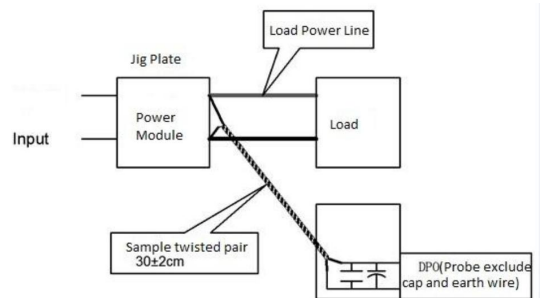 Load Power Line
Jig Plate
Power
Module
Load
Input
Sample twisted pair
30±2cm
DPO(Probe exclude
cap and earth wire)